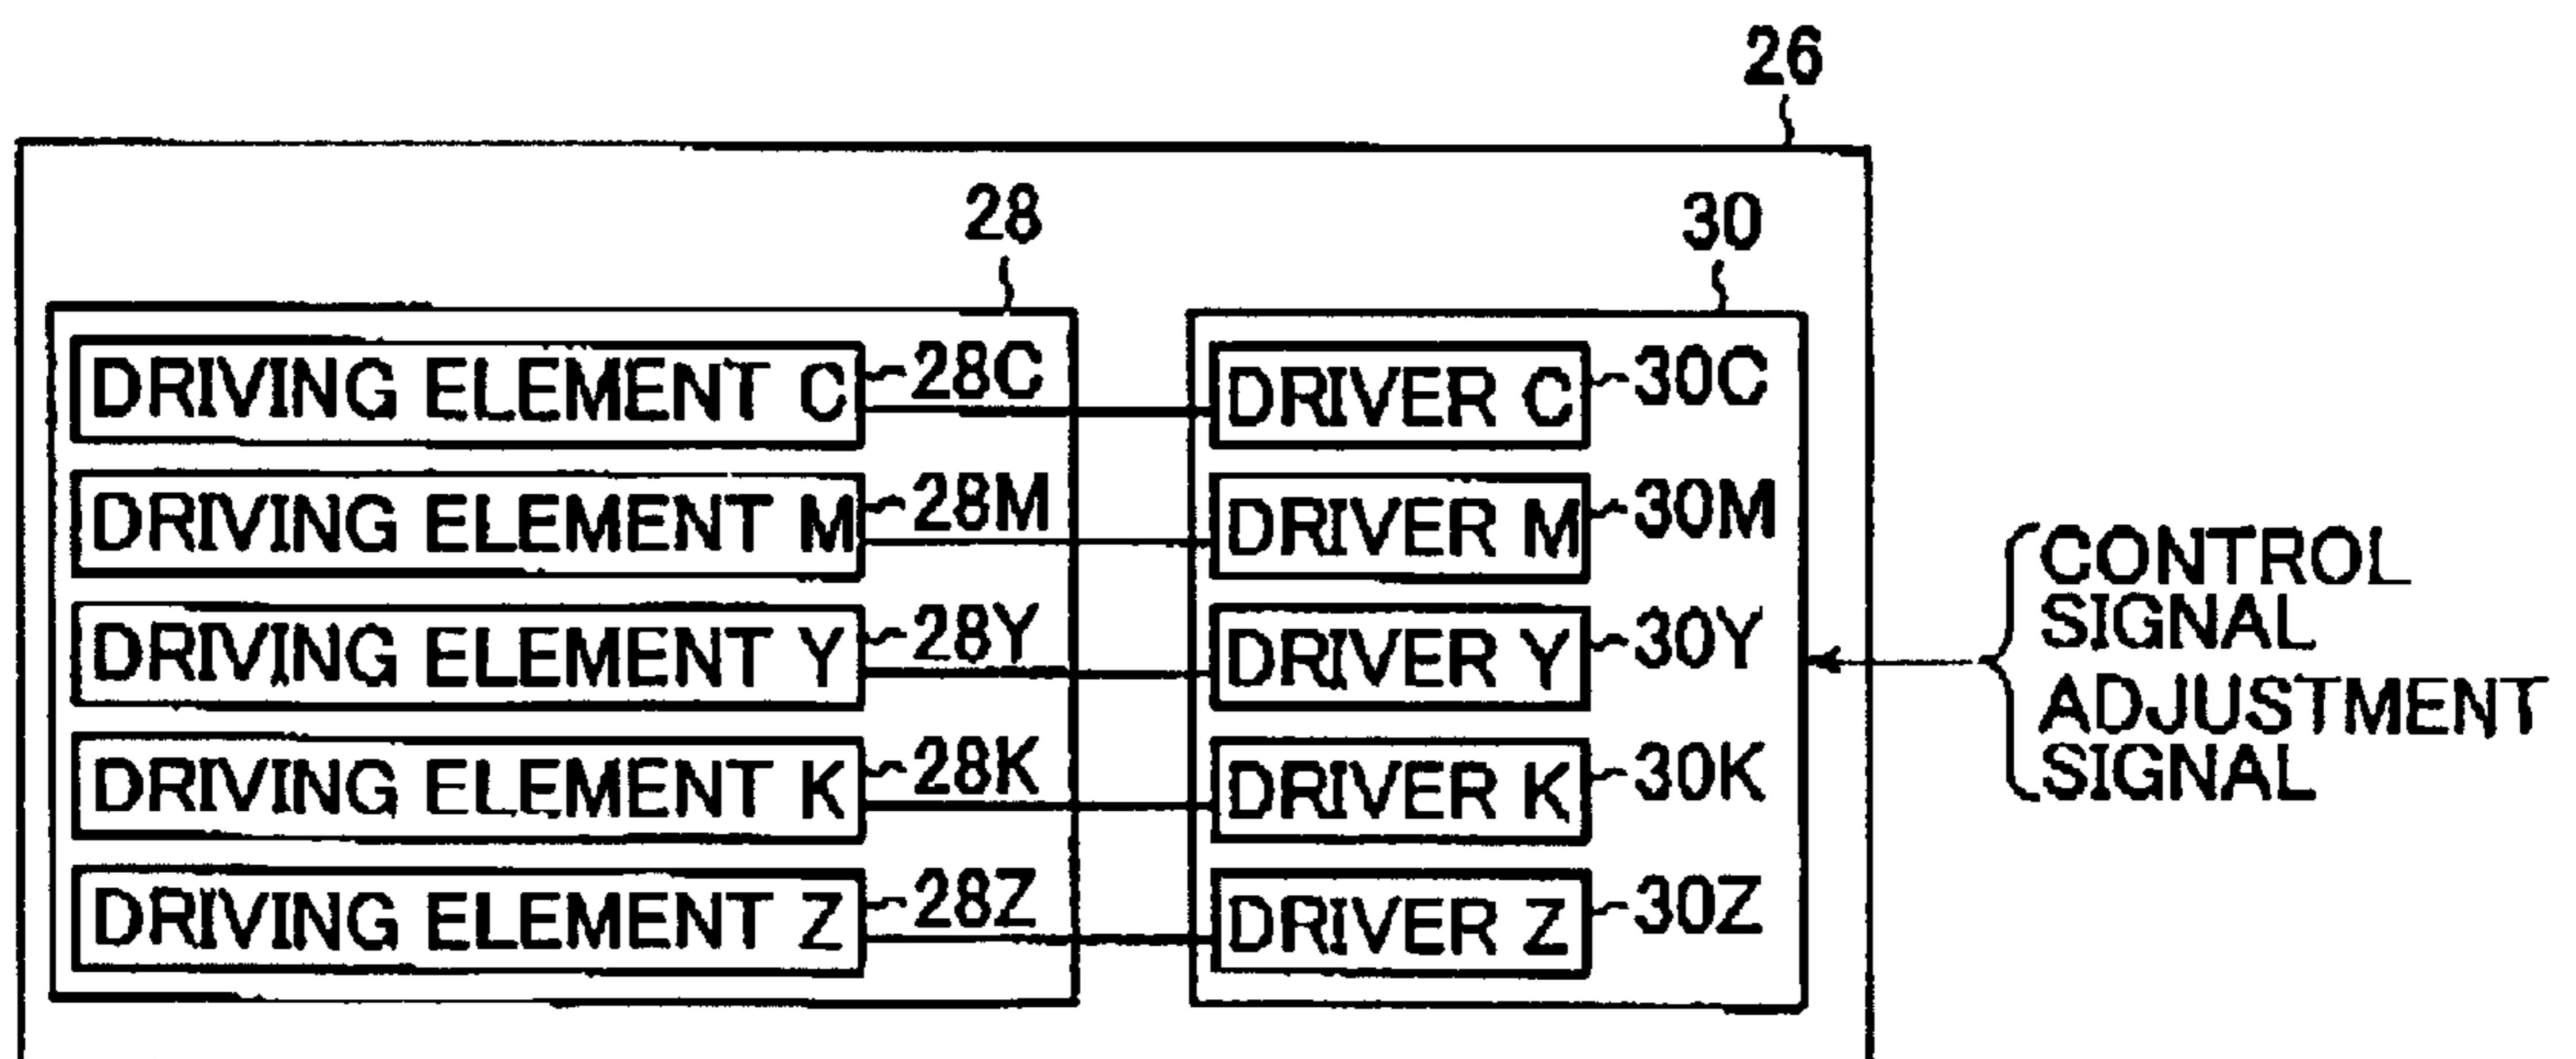 26
28
30
DRIVING ELEMENT C 28C DRIVER C 30C
DRIVING ELEMENT M 28M DRIVER M 30M
DRIVING ELEMENT Y 28Y DRIVER Y 30Y
DRIVING ELEMENT K 28K DRIVER K 30K
DRIVING ELEMENT Z 28Z DRIVER Z 30Z
CONTROL
SIGNAL
ADJUSTMENT
SIGNAL